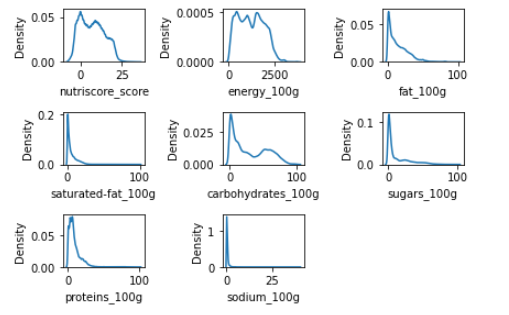 0.05
0.00
Density
0
25
nutriscore_score
0.0005
0.0000
Density
0
2500
energy_100g
0.05
0.00
Density
0
100
fat_100g
0.2
0.0
Density
0
100
saturated-fat_100g
0.025
0.000
Density
0
100
carbohydrates_100g
0.1
0.0
Density
0
100
sugars_100g
0.05
0.00
Density
0
100
proteins_100g
1
0
Density
0
25
sodium_100g